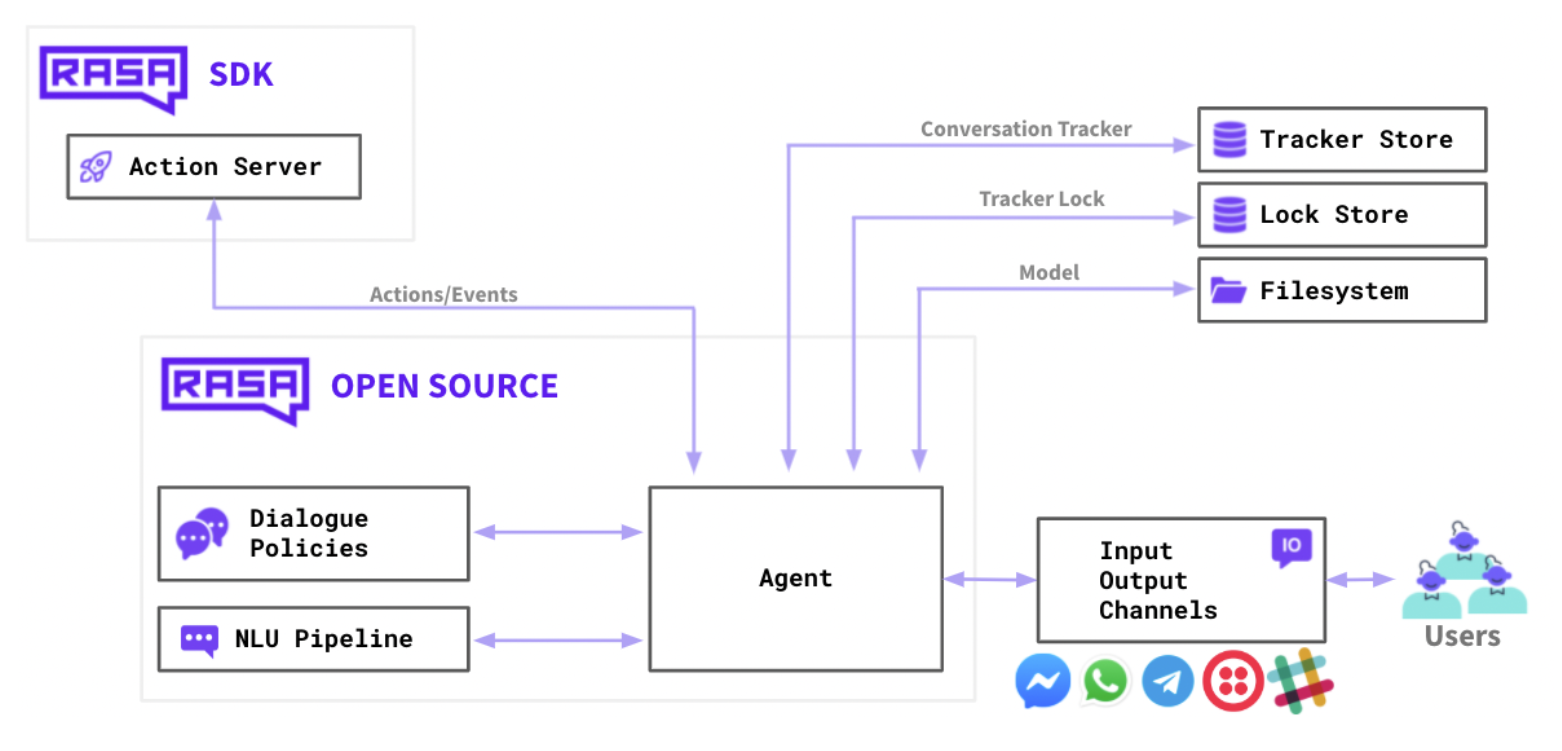 RASA SDK
Action Server
Conversation Tracker
Tracker Store
Tracker Lock
Lock Store
Model
Filesystem
Actions/Events
RASA OPEN SOURCE
Dialogue
Policies
NLU Pipeline
Agent
IO
Input
Output
Channels
Users